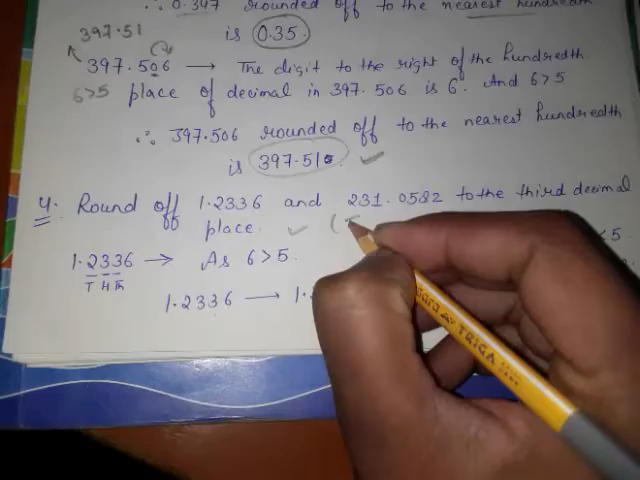 ∴ 0.347 rounded off to the nearest hundredth
397.51 is 0.35.
397.506 → The digit to the right of the hundredth
6>5 place of decimal in 397.506 is 6. And 6>5
∴ 397.506 rounded off to the nearest hundredth
is 397.51.
4. Round off 1.2336 and 231.0582 to the third decimal
place.
1.2336 → As 6>5. <5.
T H Th
1.2336 → 1.
TRIGA